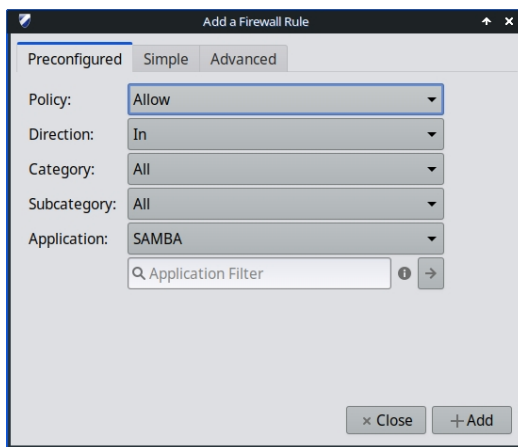 Add a Firewall Rule
Preconfigured Simple Advanced
Policy: Allow
Direction: In
Category: All
Subcategory: All
Application: SAMBA
Application Filter
Close Add